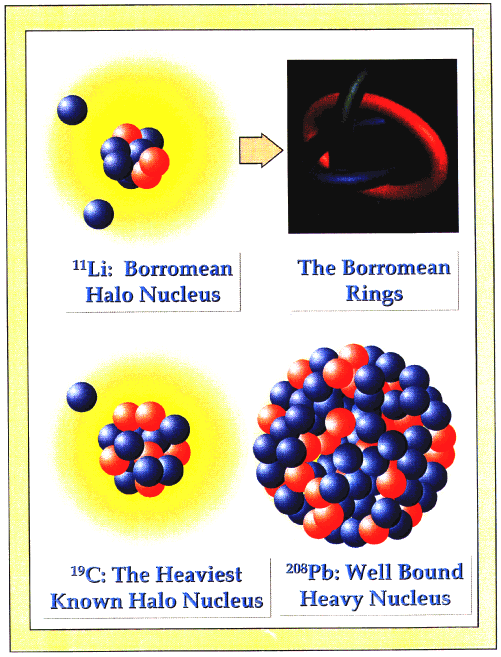 ¹¹Li: Borromean
Halo Nucleus
The Borromean
Rings
¹⁹C: The Heaviest
Known Halo Nucleus
²⁰⁸Pb: Well Bound
Heavy Nucleus